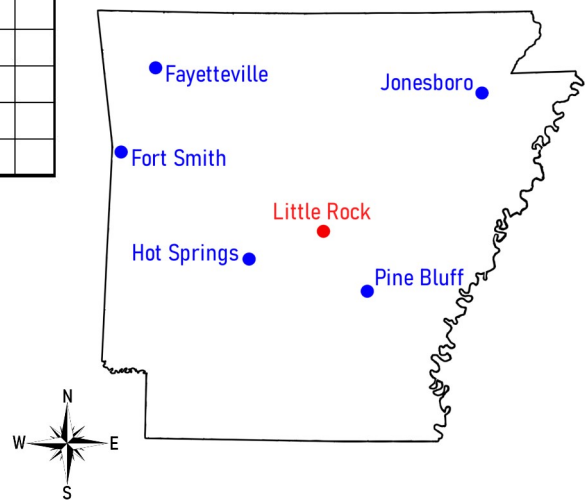 Fayetteville
Jonesboro
Fort Smith
Little Rock
Hot Springs
Pine Bluff
N
W
E
S